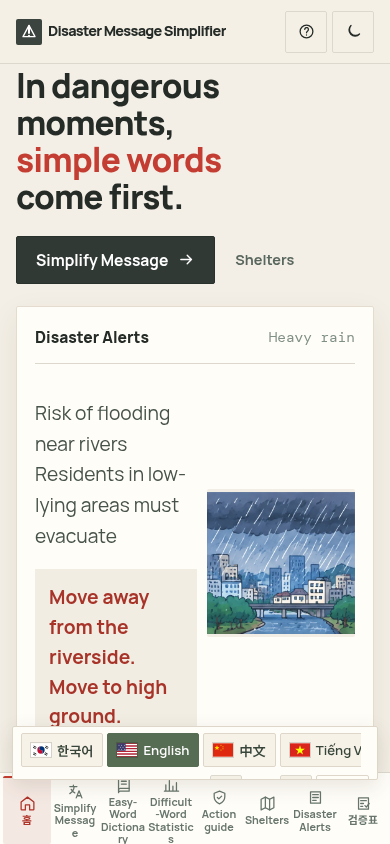 Disaster Message Simplifier
In dangerous
moments,
simple words
come first.
Simplify Message →
Shelters
Disaster Alerts
Heavy rain
Risk of flooding
near rivers
Residents in low-
lying areas must
evacuate
Move away
from the
riverside.
Move to high
ground.
한국어
English
中文
Tiếng V
홈
Simplify
Messag
e
Easy-
Word
Dictiona
ry
Difficult
-Word
Statistic
s
Action
guide
Shelters
Disaster
Alerts
검증표